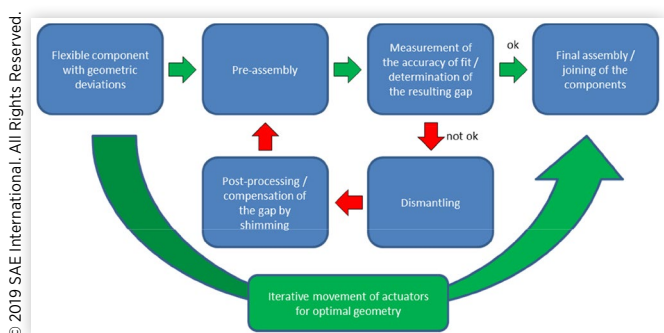 © 2019 SAE International. All Rights Reserved.
Flexible component
with geometric
deviations
Pre-assembly
Measurement of
the accuracy of fit /
determination of
the resulting gap
ok
Final assembly /
joining of the
components
not ok
Post-processing /
compensation of
the gap by
shimming
Dismantling
Iterative movement of actuators
for optimal geometry